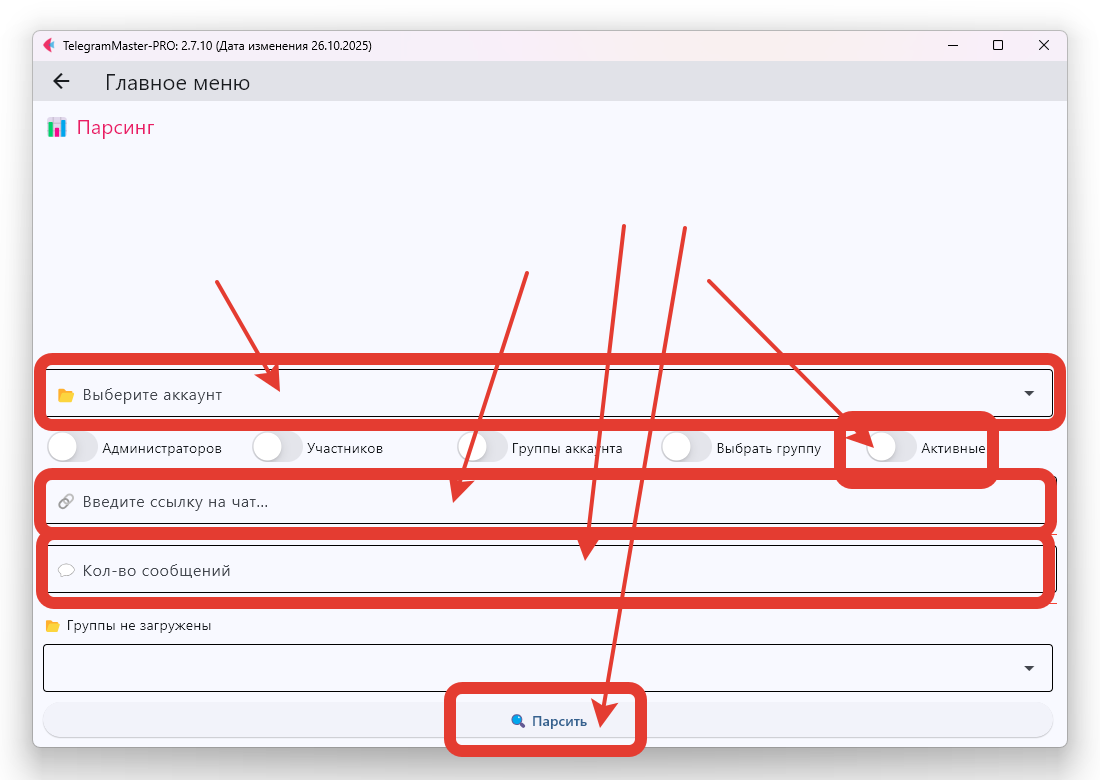 TelegramMaster-PRO: 2.7.10 (Дата изменения 26.10.2025)
Главное меню
Парсинг
Выберите аккаунт
Администраторов Участников Группы аккаунта Выбрать группу Активные
Введите ссылку на чат...
Кол-во сообщений
Группы не загружены
Парсить